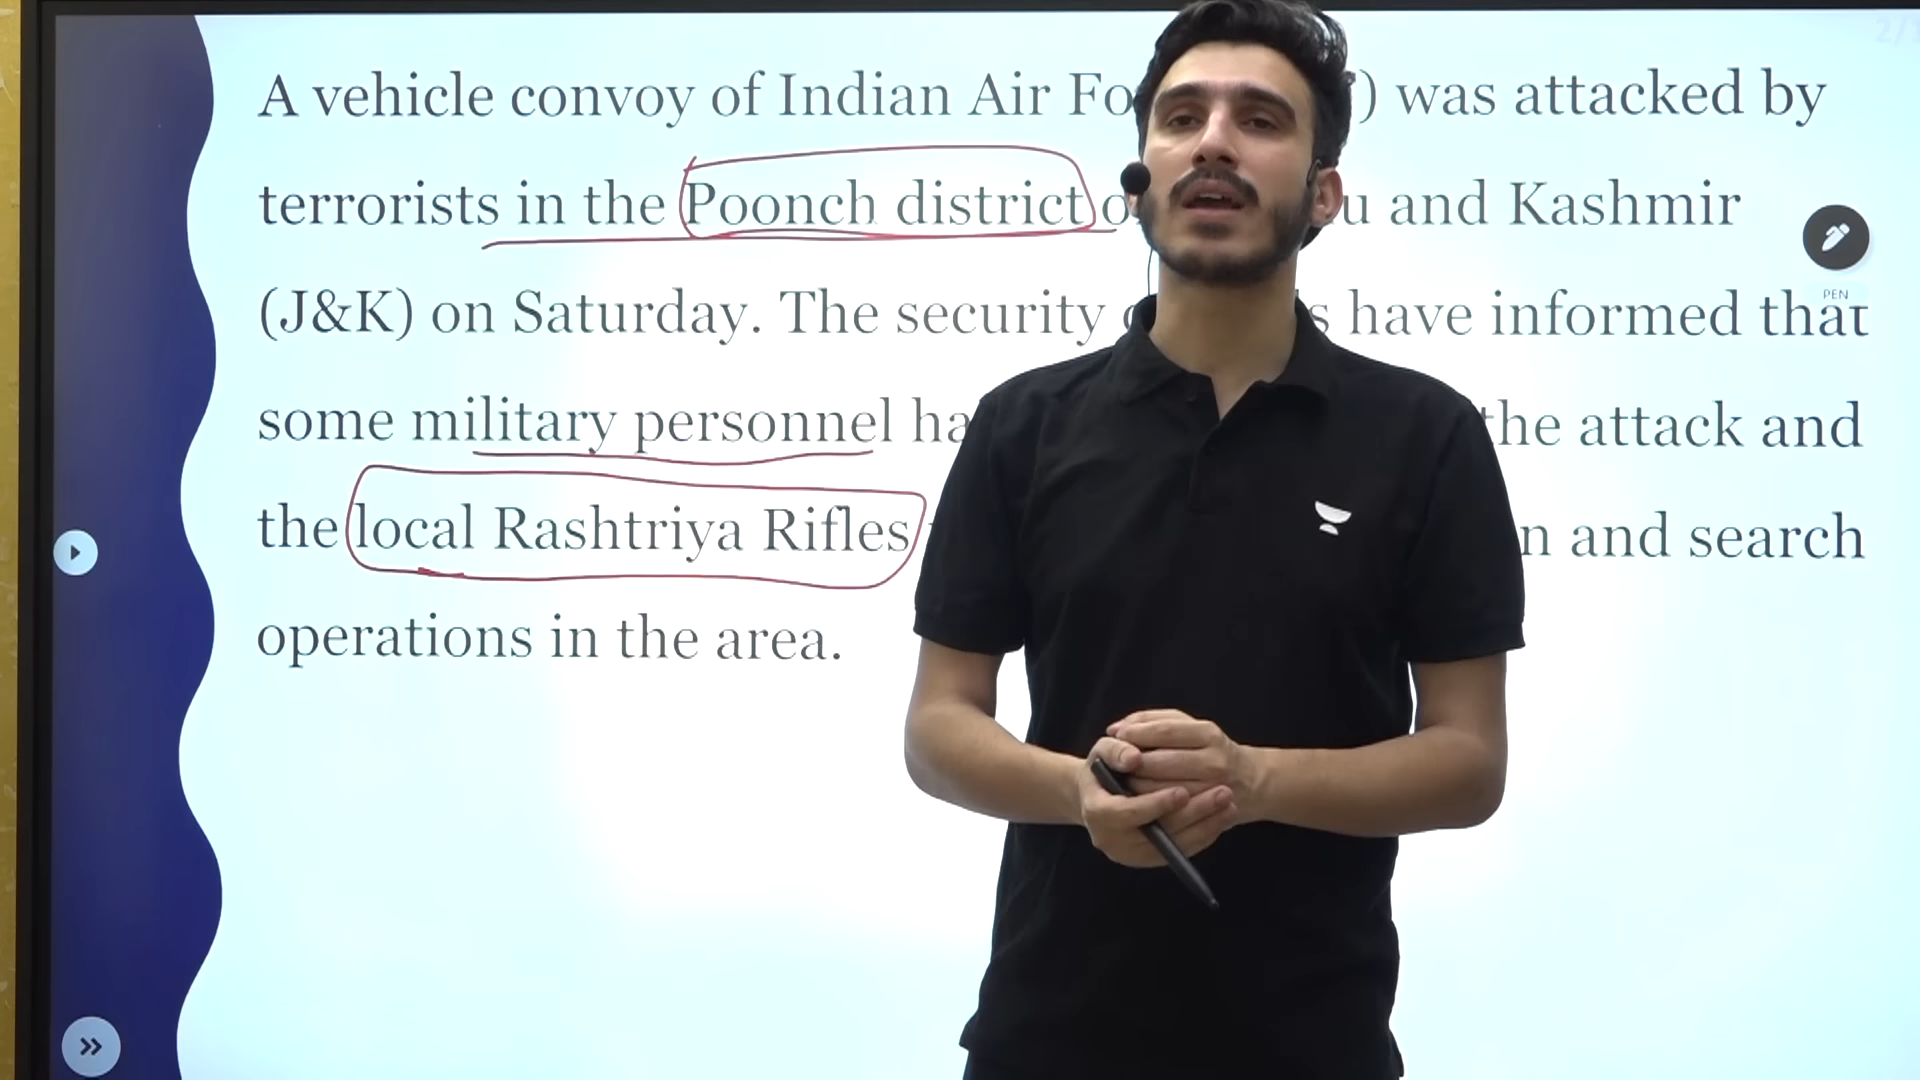 A vehicle convoy of Indian Air ) was attacked by
terrorists in the Poonch district and Kashmir
(J&K) on Saturday. The security have informed that
some military personnel the attack and
the local Rashtriya Rifles and search
operations in the area.
PEN